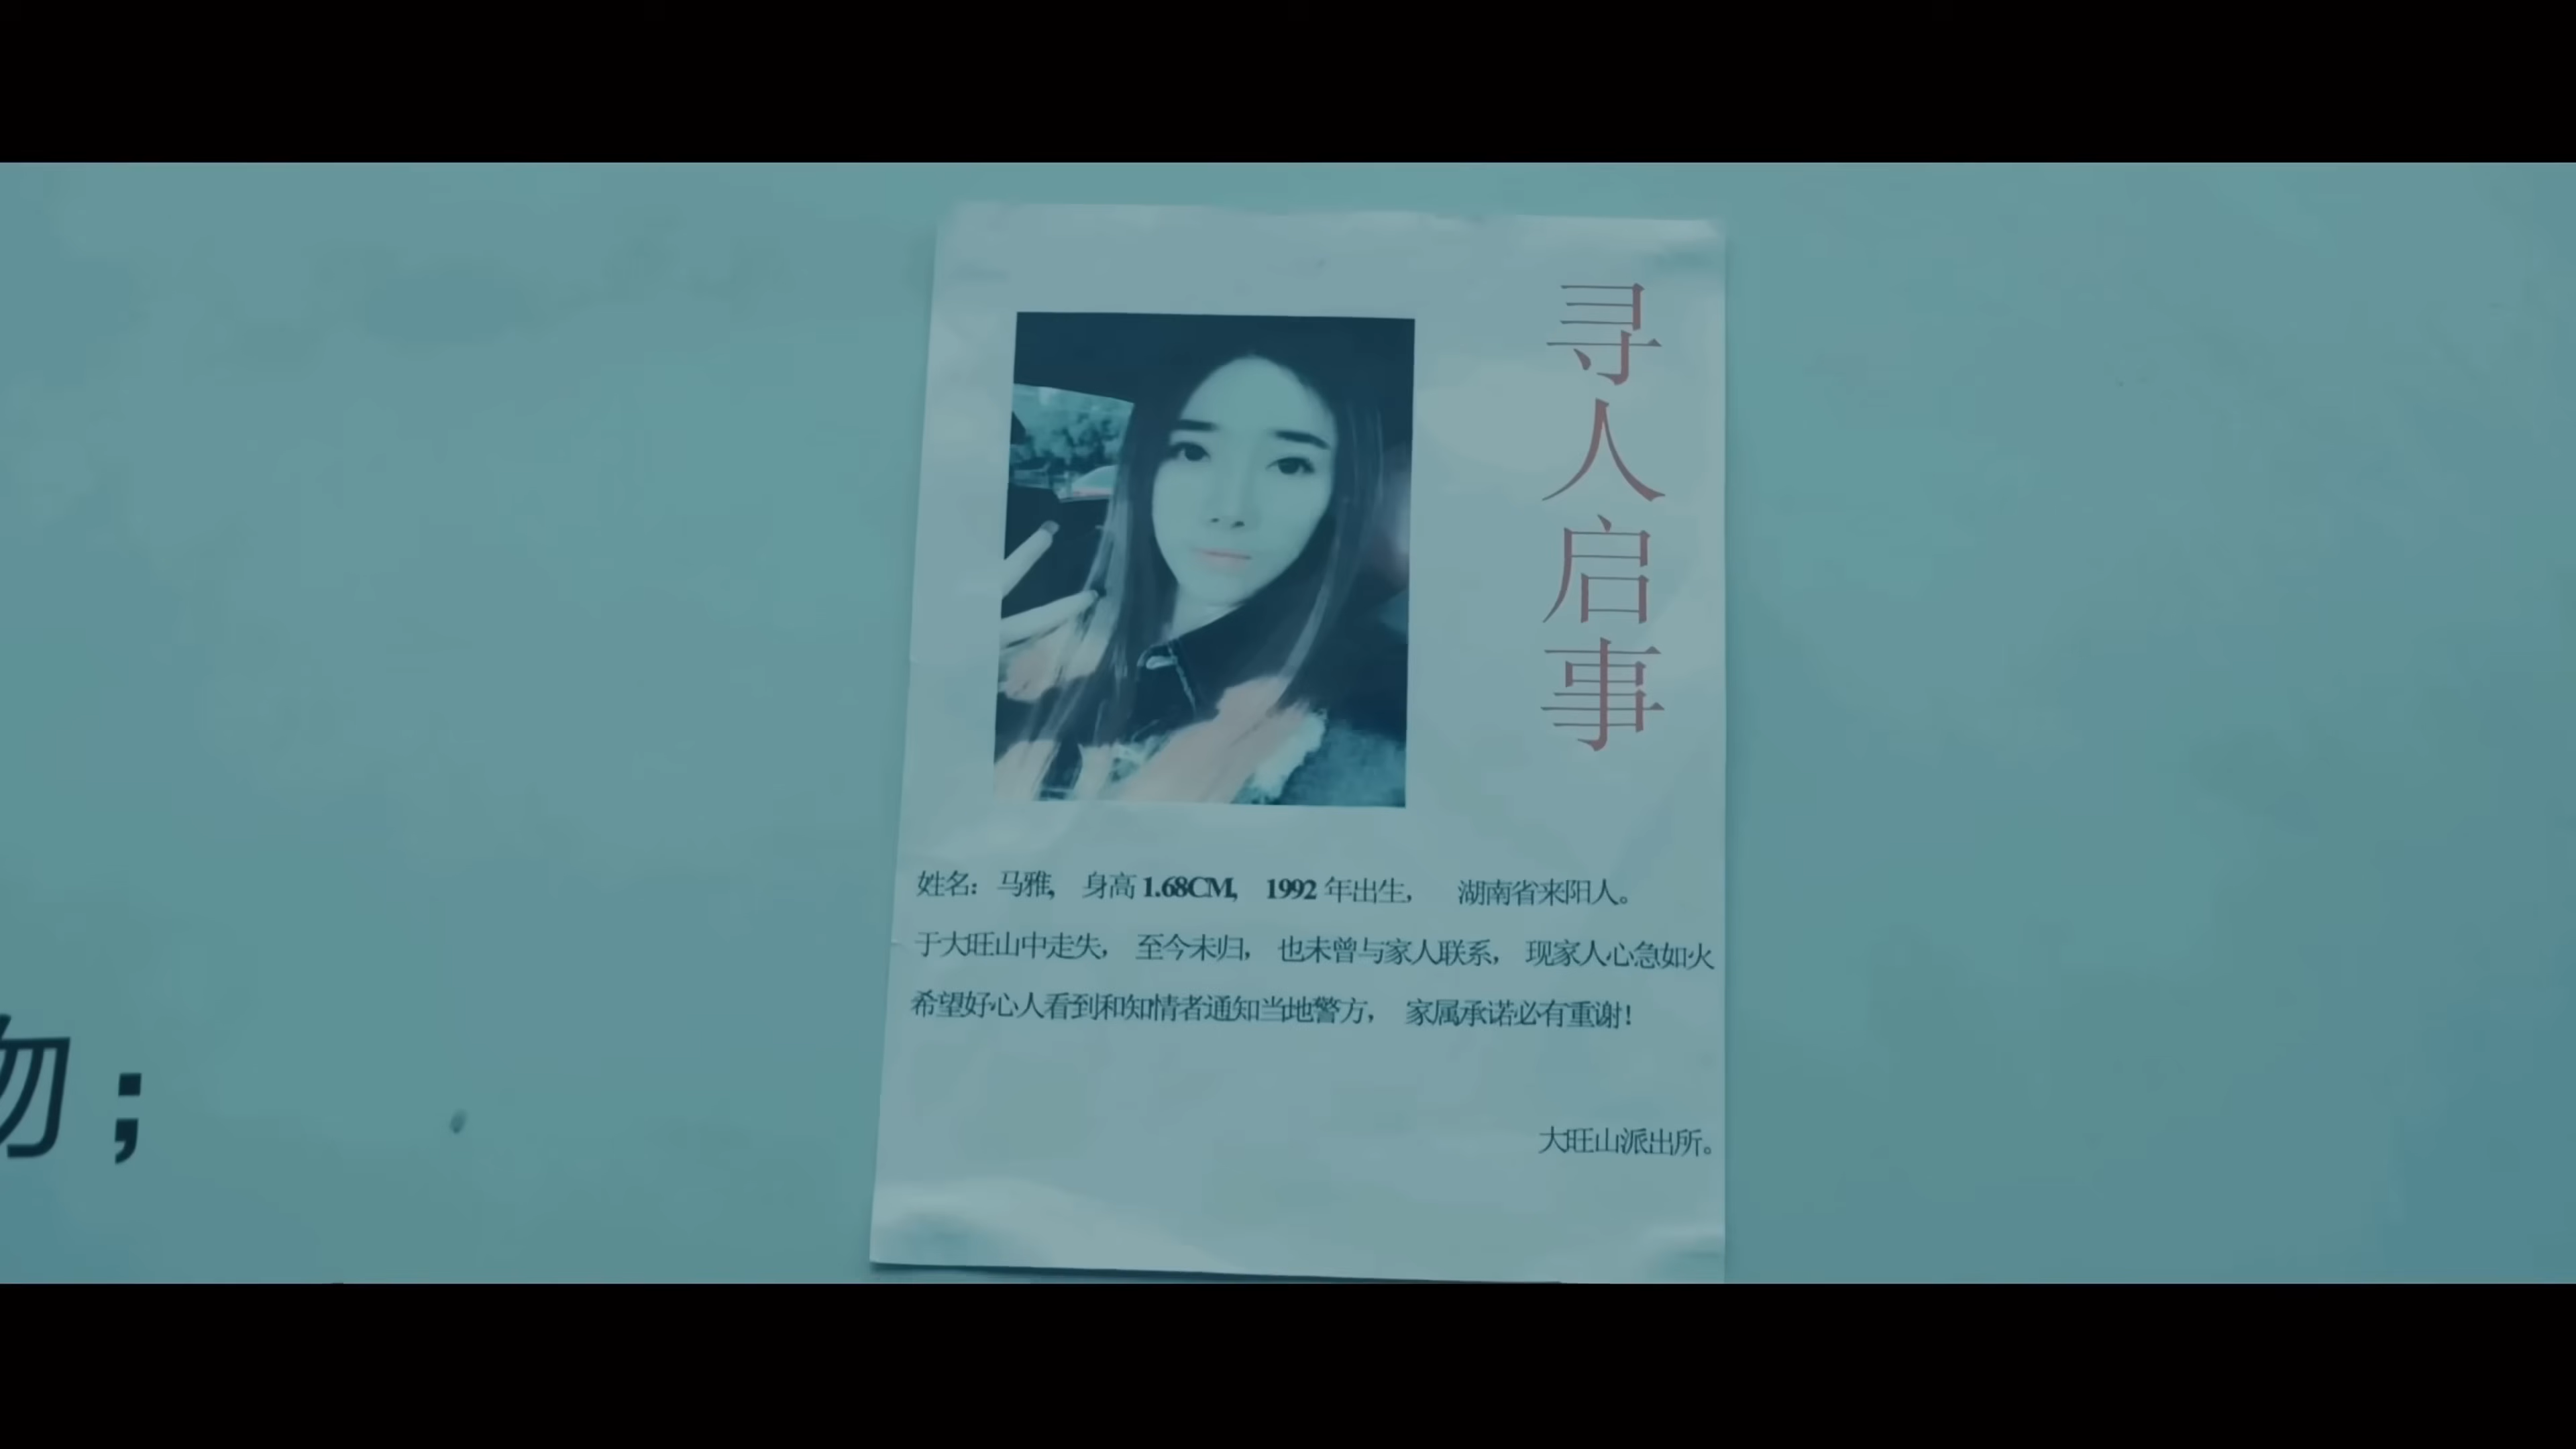 寻人启事
姓名：马雅， 身高1.68CM， 1992年出生， 湖南省来阳人。
于大旺山中走失， 至今未归， 也未曾与家人联系， 现家人心急如火
希望好心人看到和知情者通知当地警方， 家属承诺必有重谢！
大旺山派出所。
；